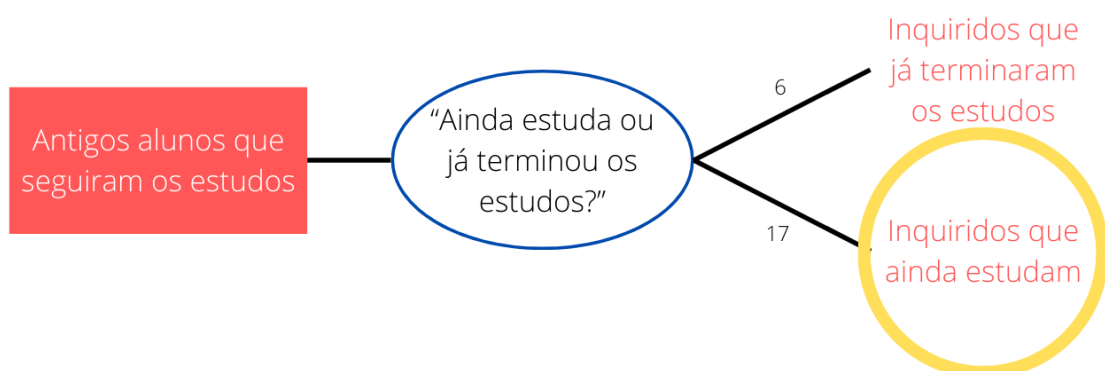 Antigos alunos que
seguiram os estudos
“Ainda estuda ou
já terminou os
estudos?”
6
17
Inquiridos que
já terminaram
os estudos
Inquiridos que
ainda estudam